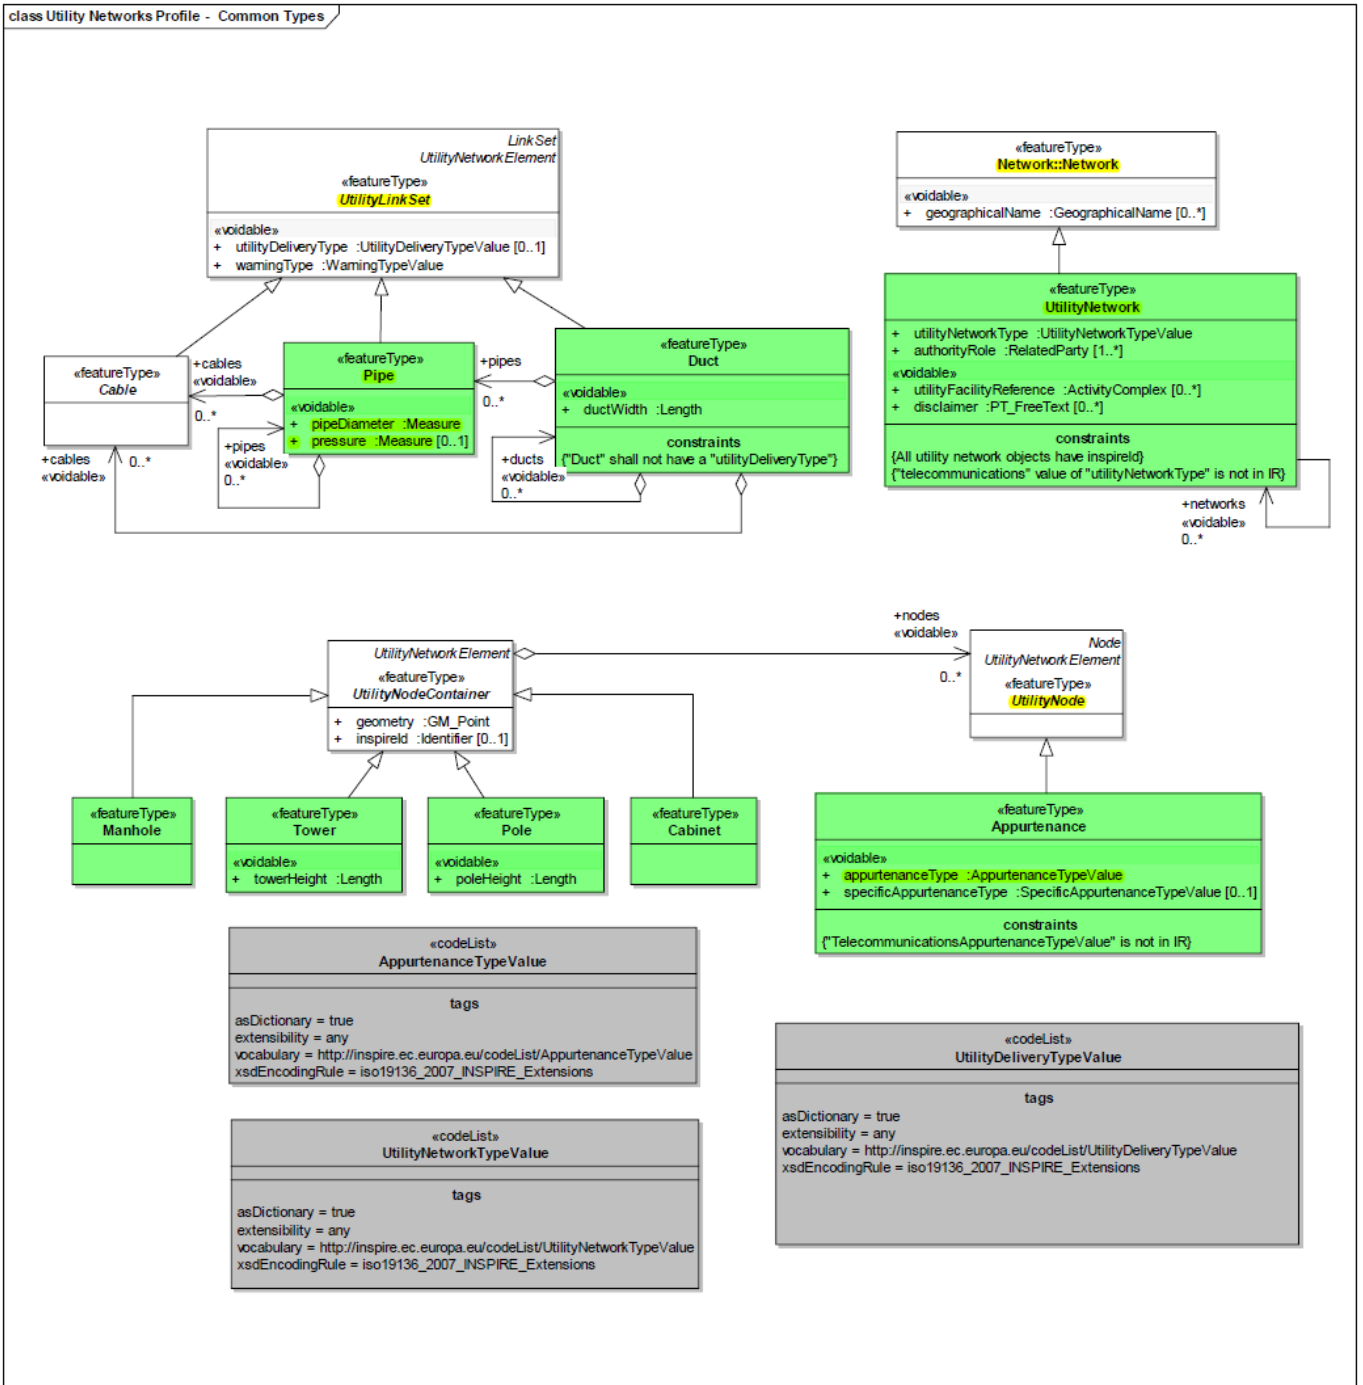 class Utility Networks Profile - Common Types
LinkSet
UtilityNetworkElement
«featureType»
UtilityLinkSet
«voidable»
+ utilityDeliveryType :UtilityDeliveryTypeValue [0..1]
+ warningType :WarningTypeValue
«featureType»
Network::Network
«voidable»
+ geographicalName :GeographicalName [0..*]
«featureType»
UtilityNetwork
+ utilityNetworkType :UtilityNetworkTypeValue
+ authorityRole :RelatedParty [1..*]
«voidable»
+ utilityFacilityReference :ActivityComplex [0..*]
+ disclaimer :PT_FreeText [0..*]
constraints
{All utility network objects have inspireId}
{"telecommunications" value of "utilityNetworkType" is not in IR}
+networks
«voidable»
0..*
«featureType»
Cable
+cables
«voidable»
0..*
«featureType»
Pipe
«voidable»
+ pipeDiameter :Measure
+ pressure :Measure [0..1]
+pipes
0..*
«featureType»
Duct
«voidable»
+ ductWidth :Length
constraints
{"Duct" shall not have a "utilityDeliveryType"}
+cables
«voidable»
0..*
+pipes
«voidable»
0..*
+ducts
«voidable»
0..*
+nodes
«voidable»
0..*
UtilityNetworkElement
«featureType»
UtilityNodeContainer
+ geometry :GM_Point
+ inspireId :Identifier [0..1]
Node
UtilityNetworkElement
«featureType»
UtilityNode
«featureType»
Manhole
«featureType»
Tower
«voidable»
+ towerHeight :Length
«featureType»
Pole
«voidable»
+ poleHeight :Length
«featureType»
Cabinet
«featureType»
Appurtenance
«voidable»
+ appurtenanceType :AppurtenanceTypeValue
+ specificAppurtenanceType :SpecificAppurtenanceTypeValue [0..1]
constraints
{"TelecommunicationsAppurtenanceTypeValue" is not in IR}
«codeList»
AppurtenanceTypeValue
tags
asDictionary = true
extensibility = any
vocabulary = http://inspire.ec.europa.eu/codeList/AppurtenanceTypeValue
xsdEncodingRule = iso19136_2007_INSPIRE_Extensions
«codeList»
UtilityDeliveryTypeValue
tags
asDictionary = true
extensibility = any
vocabulary = http://inspire.ec.europa.eu/codeList/UtilityDeliveryTypeValue
xsdEncodingRule = iso19136_2007_INSPIRE_Extensions
«codeList»
UtilityNetworkTypeValue
tags
asDictionary = true
extensibility = any
vocabulary = http://inspire.ec.europa.eu/codeList/UtilityNetworkTypeValue
xsdEncodingRule = iso19136_2007_INSPIRE_Extensions